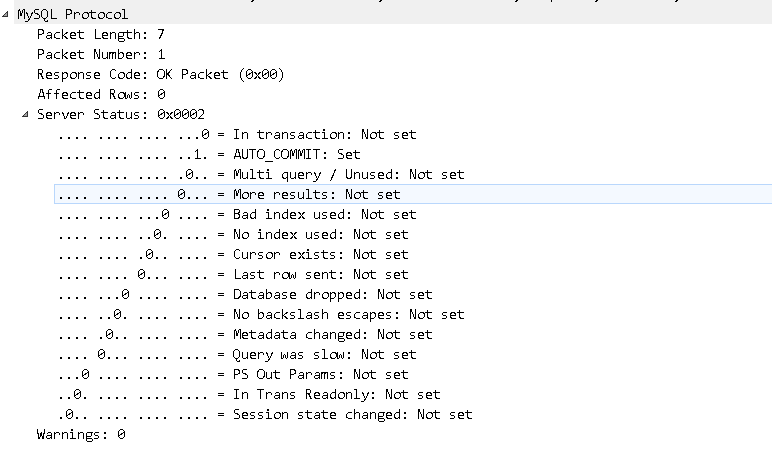 MySQL Protocol
Packet Length: 7
Packet Number: 1
Response Code: OK Packet (0x00)
Affected Rows: 0
Server Status: 0x0002
.... .... .... ...0 = In transaction: Not set
.... .... .... ..1. = AUTO_COMMIT: Set
.... .... .... .0.. = Multi query / Unused: Not set
.... .... .... 0... = More results: Not set
.... .... ...0 .... = Bad index used: Not set
.... .... ..0. .... = No index used: Not set
.... .... .0.. .... = Cursor exists: Not set
.... .... 0... .... = Last row sent: Not set
.... ...0 .... .... = Database dropped: Not set
.... ..0. .... .... = No backslash escapes: Not set
.... .0.. .... .... = Metadata changed: Not set
.... 0... .... .... = Query was slow: Not set
...0 .... .... .... = PS Out Params: Not set
..0. .... .... .... = In Trans Readonly: Not set
.0.. .... .... .... = Session state changed: Not set
Warnings: 0